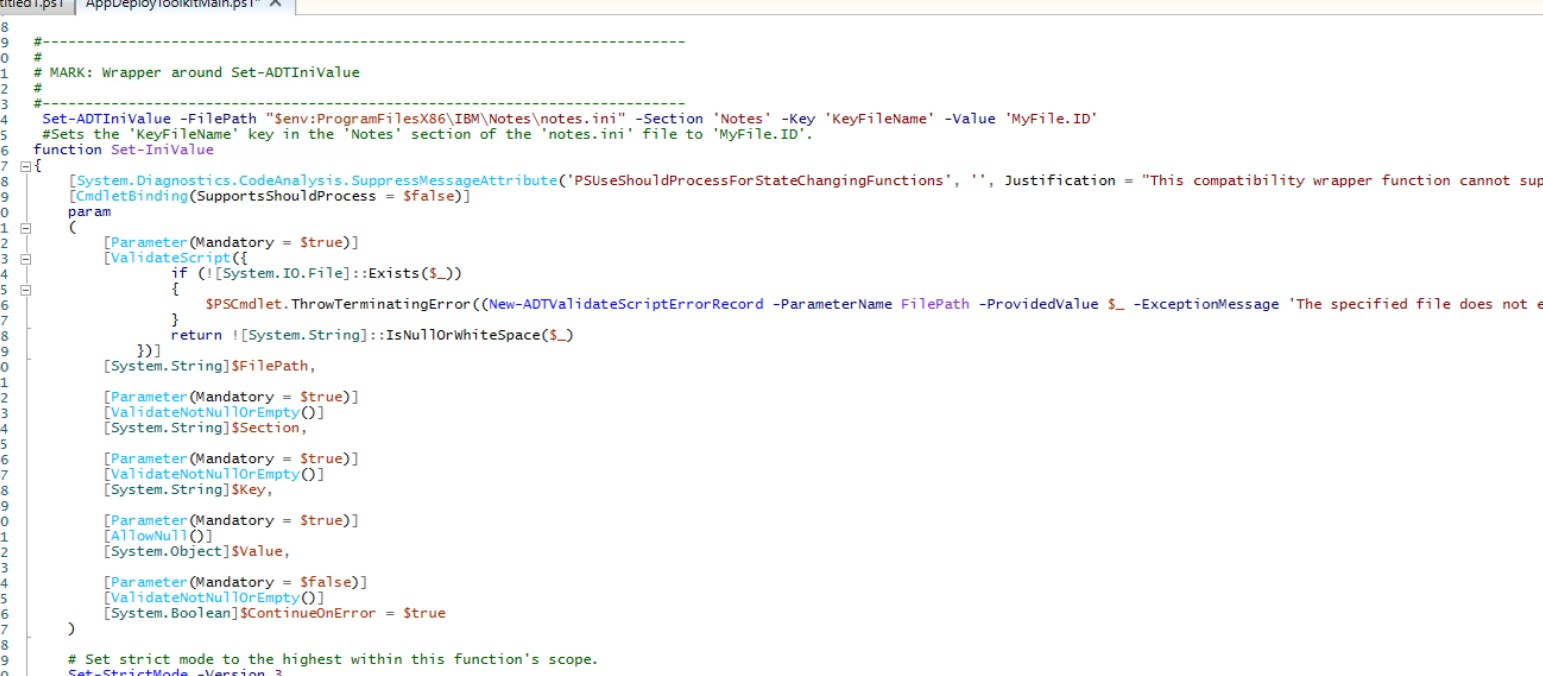 AppDeployToolkitMain.ps1*
8
9 #---------------------------------------------------------------------------
0 #
1 # MARK: Wrapper around Set-ADTIniValue
2 #
3 #---------------------------------------------------------------------------
4 Set-ADTIniValue -FilePath "$env:ProgramFilesX86\IBM\Notes\notes.ini" -Section 'Notes' -Key 'KeyFileName' -Value 'MyFile.ID'
5 #Sets the 'KeyFileName' key in the 'Notes' section of the 'notes.ini' file to 'MyFile.ID'.
6 function Set-IniValue
7 {
8 [System.Diagnostics.CodeAnalysis.SuppressMessageAttribute('PSUseShouldProcessForStateChangingFunctions', '', Justification = "This compatibility wrapper function cannot sup
9 [CmdletBinding(SupportsShouldProcess = $false)]
0 param
1 (
2 [Parameter(Mandatory = $true)]
3 [ValidateScript({
4 if (![System.IO.File]::Exists($_))
5 {
6 $PSCmdlet.ThrowTerminatingError((New-ADTValidateScriptErrorRecord -ParameterName FilePath -ProvidedValue $_ -ExceptionMessage 'The specified file does not e
7 }
8 return ![System.String]::IsNullOrWhiteSpace($_)
9 })]
0 [System.String]$FilePath,
1
2 [Parameter(Mandatory = $true)]
3 [ValidateNotNullOrEmpty()]
4 [System.String]$Section,
5
6 [Parameter(Mandatory = $true)]
7 [ValidateNotNullOrEmpty()]
8 [System.String]$Key,
9
0 [Parameter(Mandatory = $true)]
1 [AllowNull()]
2 [System.Object]$Value,
3
4 [Parameter(Mandatory = $false)]
5 [ValidateNotNullOrEmpty()]
6 [System.Boolean]$ContinueOnError = $true
7 )
8
9 # Set strict mode to the highest within this function's scope.
0 Set-StrictMode -Version 3